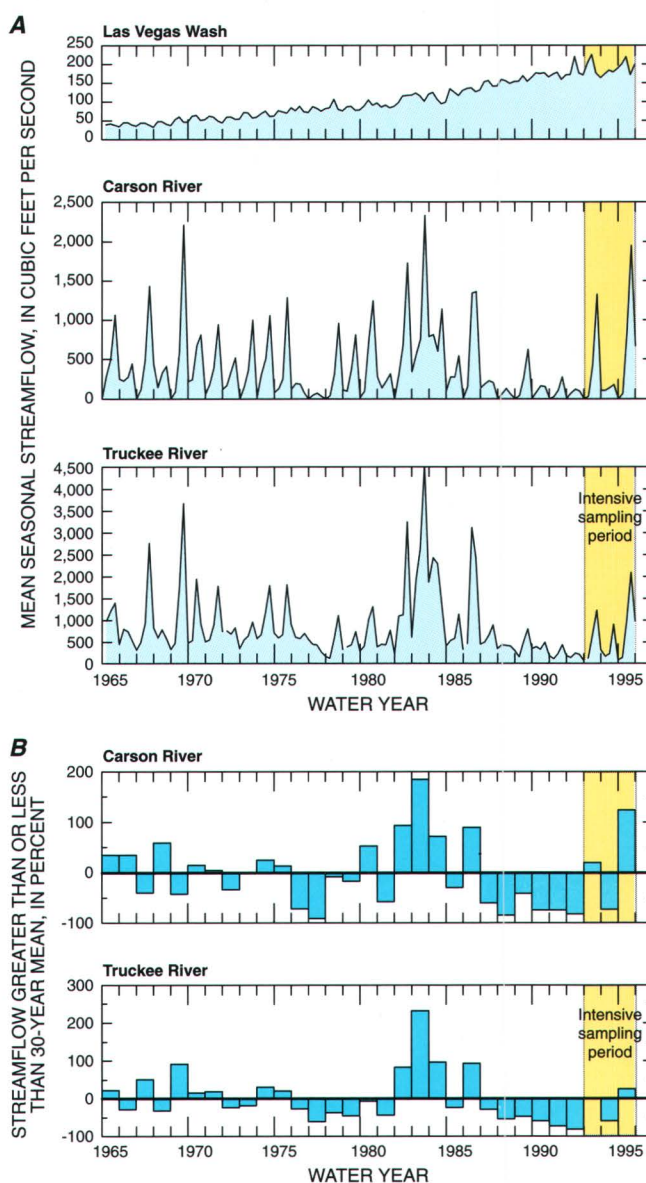 A
Las Vegas Wash
MEAN SEASONAL STREAMFLOW, IN CUBIC FEET PER SECOND
250
200
150
100
50
0
Carson River
2,500
2,000
1,500
1,000
500
0
Truckee River
4,500
4,000
3,500
3,000
2,500
2,000
1,500
1,000
500
0
Intensive
sampling
period
1965 1970 1975 1980 1985 1990 1995
WATER YEAR
B
Carson River
STREAMFLOW GREATER THAN OR LESS
THAN 30-YEAR MEAN, IN PERCENT
200
100
0
-100
Truckee River
300
200
100
0
-100
Intensive
sampling
period
1965 1970 1975 1980 1985 1990 1995
WATER YEAR